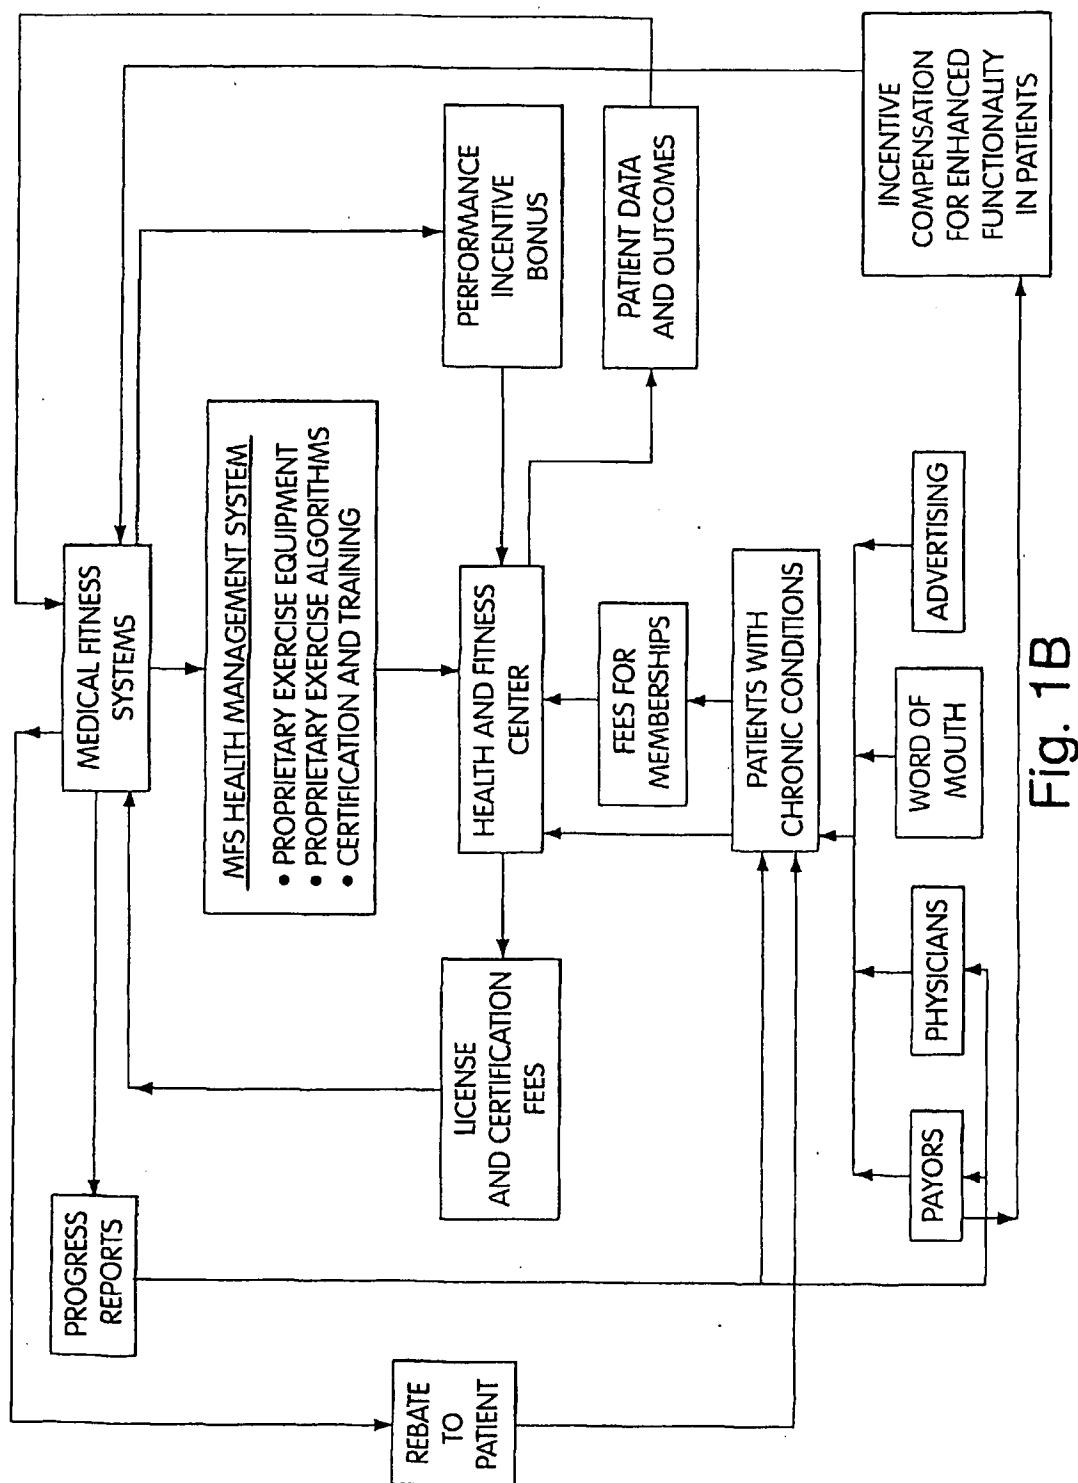 MEDICAL FITNESS
SYSTEMS
PROGRESS
REPORTS
REBATE
TO
PATIENT
MFS HEALTH MANAGEMENT SYSTEM
• PROPRIETARY EXERCISE EQUIPMENT
• PROPRIETARY EXERCISE ALGORITHMS
• CERTIFICATION AND TRAINING
LICENSE
AND CERTIFICATION
FEES
HEALTH AND FITNESS
CENTER
PERFORMANCE
INCENTIVE
BONUS
FEES FOR
MEMBERSHIPS
PATIENT DATA
AND OUTCOMES
PATIENTS WITH
CHRONIC CONDITIONS
PAYORS
PHYSICIANS
WORD OF
MOUTH
ADVERTISING
INCENTIVE
COMPENSATION
FOR ENHANCED
FUNCTIONALITY
IN PATIENTS
Fig. 1B